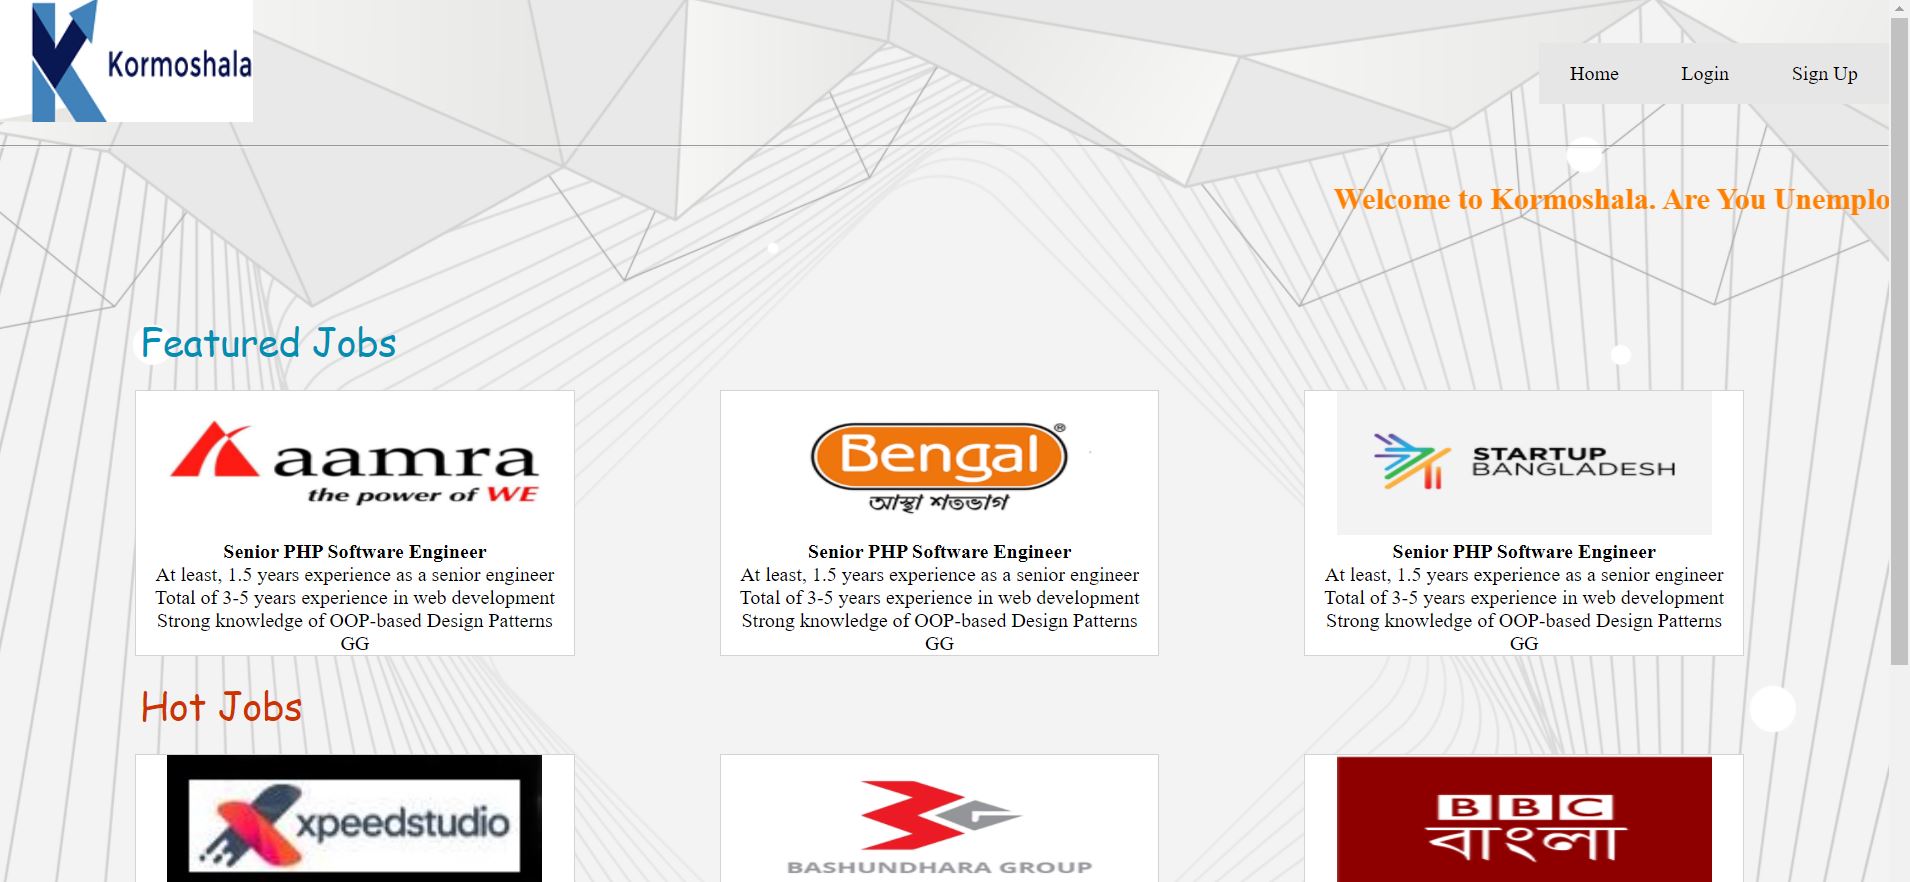 Kormoshala
Home Login Sign Up
Welcome to Kormoshala. Are You Unemplo
Featured Jobs
aamra
the power of WE
Senior PHP Software Engineer
At least, 1.5 years experience as a senior engineer
Total of 3-5 years experience in web development
Strong knowledge of OOP-based Design Patterns
GG
Bengal®
আস্থা শতভাগ
Senior PHP Software Engineer
At least, 1.5 years experience as a senior engineer
Total of 3-5 years experience in web development
Strong knowledge of OOP-based Design Patterns
GG
STARTUP
BANGLADESH
Senior PHP Software Engineer
At least, 1.5 years experience as a senior engineer
Total of 3-5 years experience in web development
Strong knowledge of OOP-based Design Patterns
GG
Hot Jobs
xpeedstudio
BASHUNDHARA GROUP
BBC
বাংলা